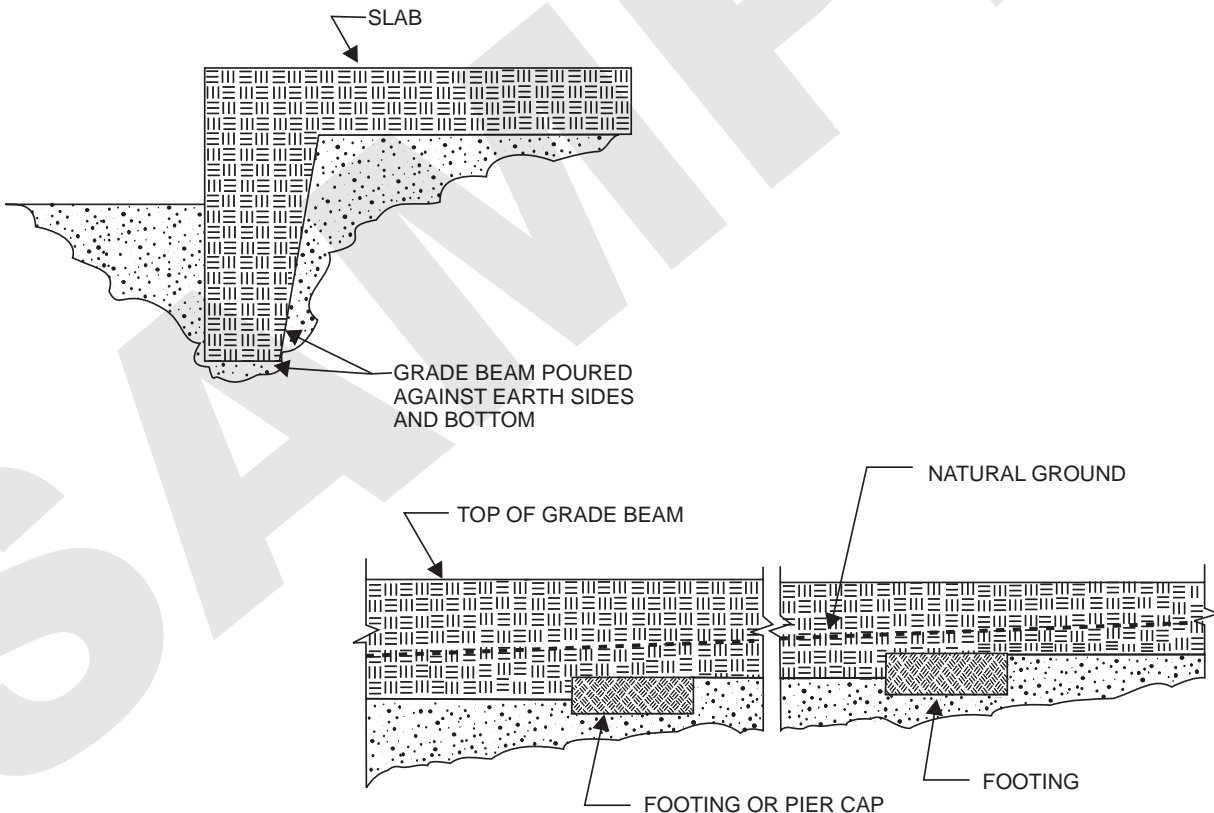 SLAB
GRADE BEAM POURED
AGAINST EARTH SIDES
AND BOTTOM
NATURAL GROUND
TOP OF GRADE BEAM
FOOTING
FOOTING OR PIER CAP
SAMP